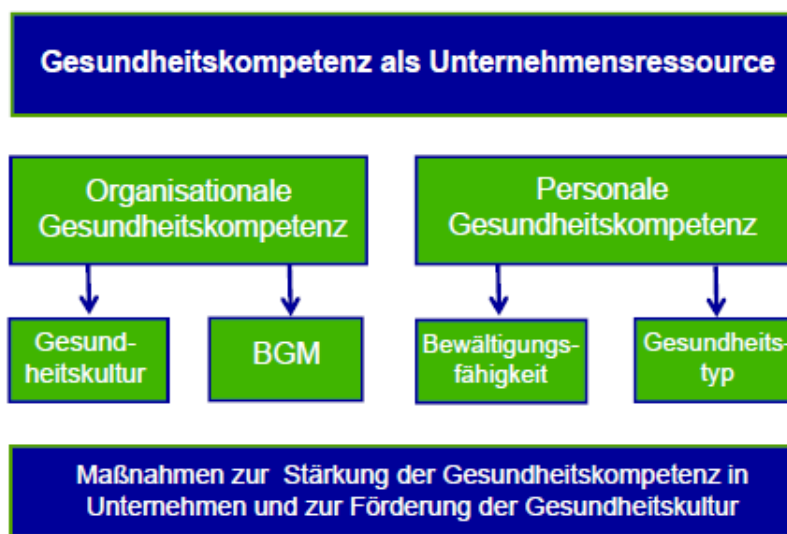 Gesundheitskompetenz als Unternehmensressource
Organisationale
Gesundheitskompetenz
Personale
Gesundheitskompetenz
Gesund-
heitskultur
BGM
Bewältigungs-
fähigkeit
Gesundheits-
typ
Maßnahmen zur Stärkung der Gesundheitskompetenz in
Unternehmen und zur Förderung der Gesundheitskultur